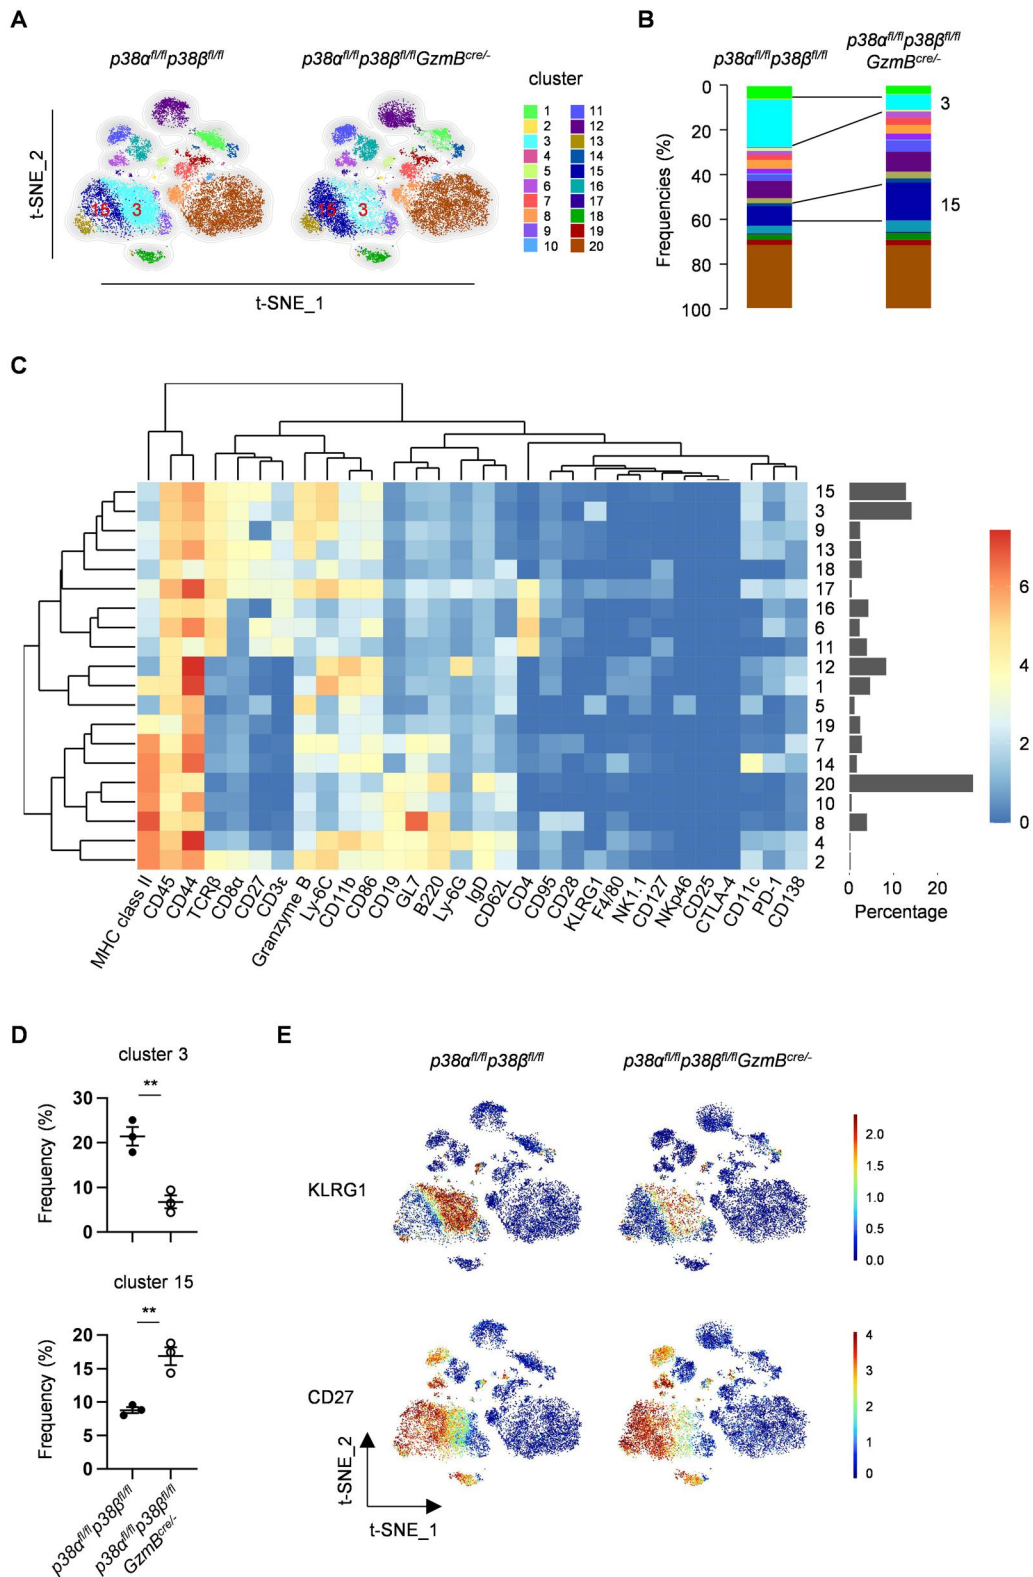 A
p38αfl/flp38βfl/fl
p38αfl/flp38βfl/flGzmBcre/-
t-SNE_2
15
3
15
3
t-SNE_1
cluster
1 11
2 12
3 13
4 14
5 15
6 16
7 17
8 18
9 19
10 20
B
p38αfl/flp38βfl/fl
p38αfl/flp38βfl/fl
GzmBcre/-
Frequencies (%)
0
20
40
60
80
100
3
15
C
15
3
9
13
18
17
16
6
11
12
1
5
19
7
14
20
10
8
4
2
MHC class II
CD45
CD44
TCRβ
CD8α
CD27
CD3ε
Granzyme B
Ly-6C
CD11b
CD86
CD19
GL7
B220
Ly-6G
IgD
CD62L
CD4
CD95
CD28
KLRG1
F4/80
NK1.1
CD127
NKp46
CD25
CTLA-4
CD11c
PD-1
CD138
0 10 20
Percentage
6
4
2
0
D
cluster 3
**
Frequency (%)
30
20
10
0
cluster 15
**
Frequency (%)
20
15
10
5
0
p38αfl/flp38βfl/fl
p38αfl/flp38βfl/fl
GzmBcre/-
E
p38αfl/flp38βfl/fl
p38αfl/flp38βfl/flGzmBcre/-
KLRG1
2.0
1.5
1.0
0.5
0.0
CD27
4
3
2
1
0
t-SNE_2
t-SNE_1